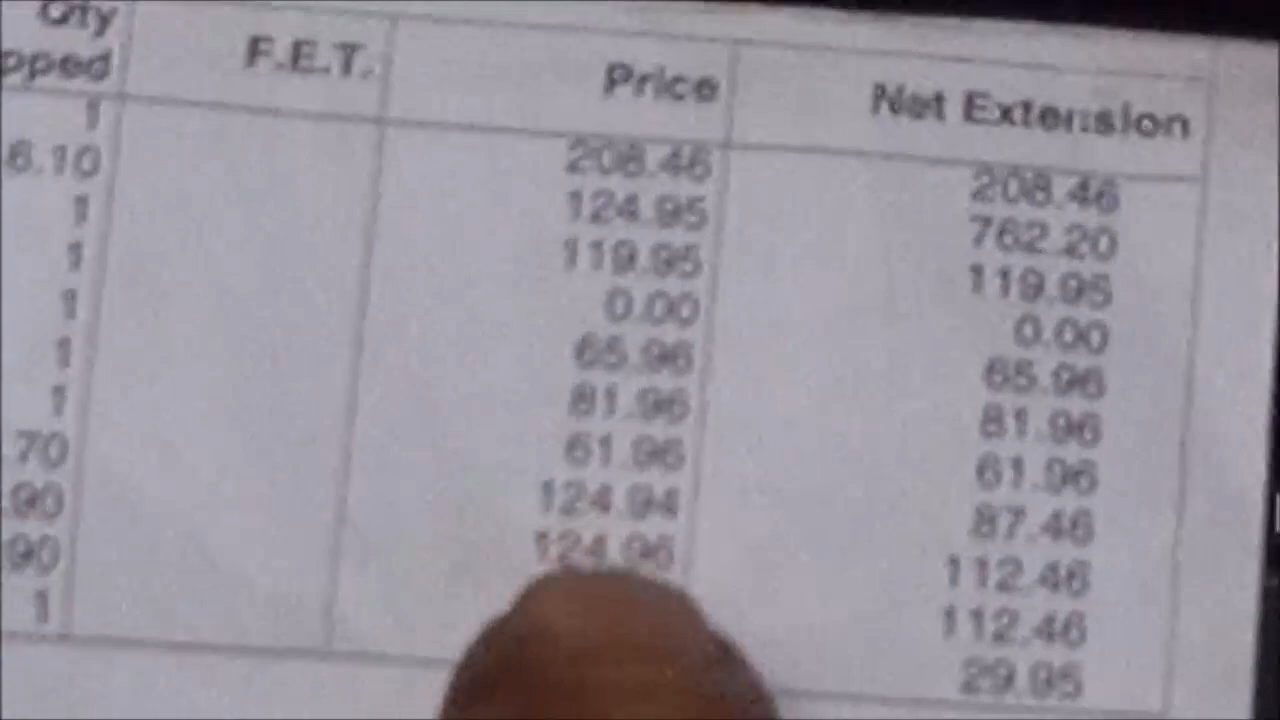 Qty
pped F.E.T. Price Net Extension
1 208.46 208.46
6.10 124.95 762.20
1 119.95 119.95
1 0.00 0.00
1 65.96 65.96
1 81.96 81.96
1 61.96 61.96
.70 124.94 87.46
.90 124.96 112.46
.90 112.46
1 29.95